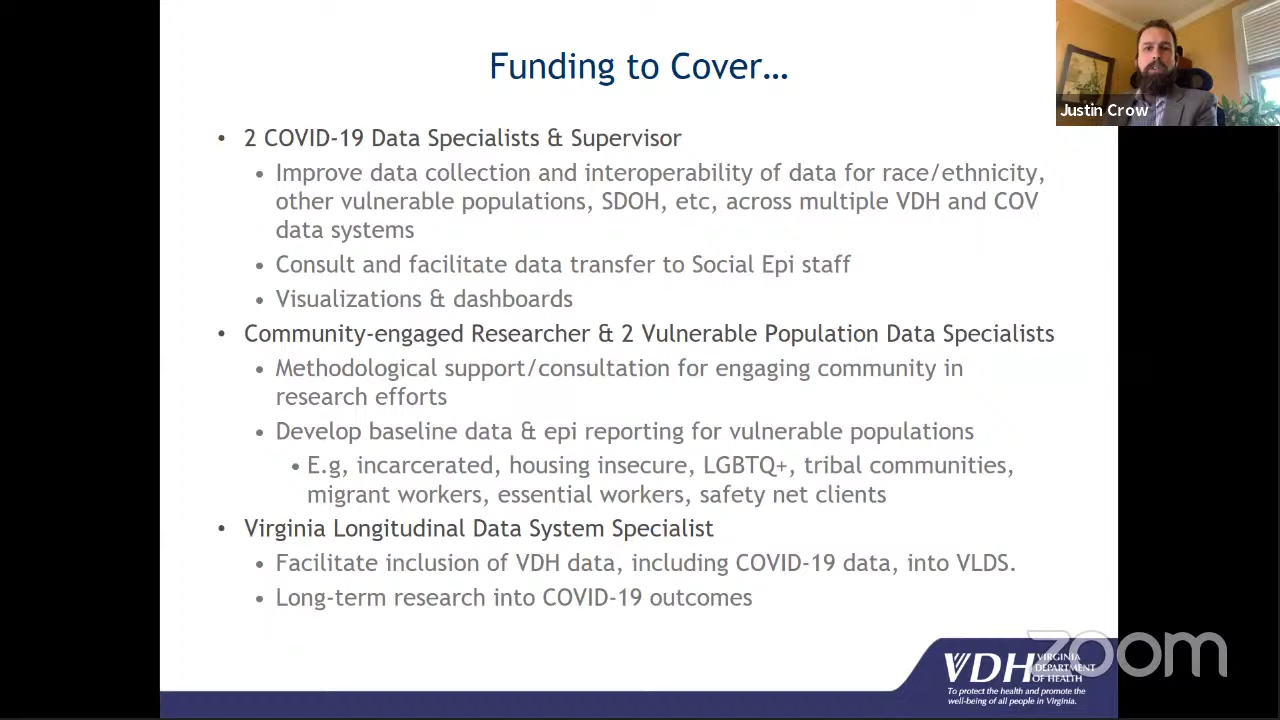 Funding to Cover…
Justin Crow
• 2 COVID-19 Data Specialists & Supervisor
• Improve data collection and interoperability of data for race/ethnicity,
other vulnerable populations, SDOH, etc, across multiple VDH and COV
data systems
• Consult and facilitate data transfer to Social Epi staff
• Visualizations & dashboards
• Community-engaged Researcher & 2 Vulnerable Population Data Specialists
• Methodological support/consultation for engaging community in
research efforts
• Develop baseline data & epi reporting for vulnerable populations
• E.g, incarcerated, housing insecure, LGBTQ+, tribal communities,
migrant workers, essential workers, safety net clients
• Virginia Longitudinal Data System Specialist
• Facilitate inclusion of VDH data, including COVID-19 data, into VLDS.
• Long-term research into COVID-19 outcomes
zoom
VDH
VIRGINIA
DEPARTMENT
OF HEALTH
To protect the health and promote the
well-being of all people in Virginia.